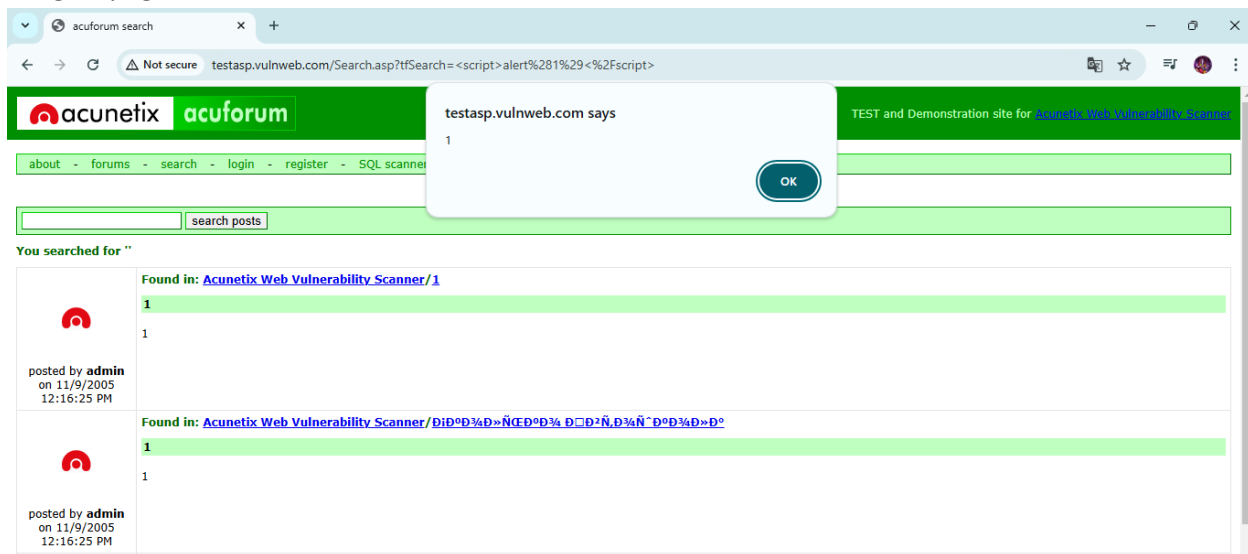 acuforum search
Not secure testasp.vulnweb.com/Search.asp?tfSearch=<script>alert%281%29<%2Fscript>
acunetix acuforum
TEST and Demonstration site for Acunetix Web Vulnerability Scanner
testasp.vulnweb.com says
1
OK
about - forums - search - login - register - SQL scanner
search posts
You searched for ''
Found in: Acunetix Web Vulnerability Scanner/1
1
1
posted by admin
on 11/9/2005
12:16:25 PM
Found in: Acunetix Web Vulnerability Scanner/
1
1
posted by admin
on 11/9/2005
12:16:25 PM